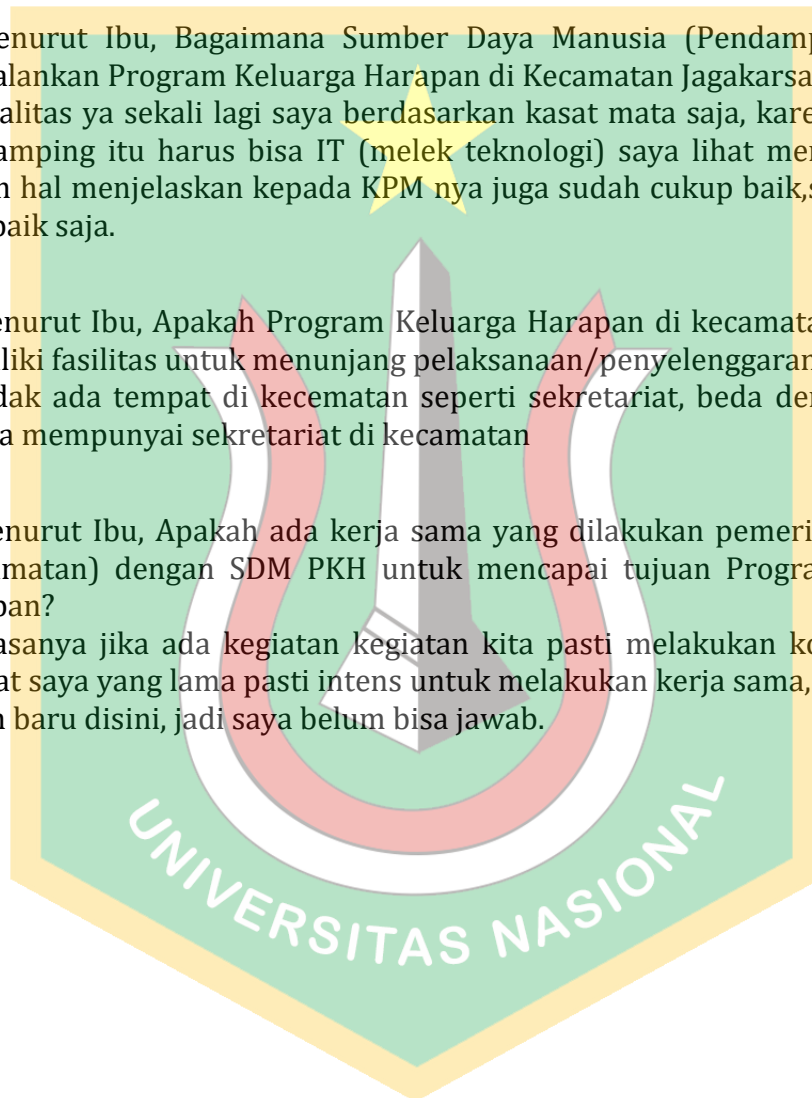 enurut Ibu, Bagaimana Sumber Daya Manusia (Pendamp
alankan Program Keluarga Harapan di Kecamatan Jagakarsa
alitas ya sekali lagi saya berdasarkan kasat mata saja, kare
amping itu harus bisa IT (melek teknologi) saya lihat mer
n hal menjelaskan kepada KPM nya juga sudah cukup baik,s
baik saja.
enurut Ibu, Apakah Program Keluarga Harapan di kecamata
liki fasilitas untuk menunjang pelaksanaan/penyelenggaran
dak ada tempat di kecematan seperti sekretariat, beda der
a mempunyai sekretariat di kecamatan
enurut Ibu, Apakah ada kerja sama yang dilakukan pemeri
matan) dengan SDM PKH untuk mencapai tujuan Progra
pan?
asanya jika ada kegiatan kegiatan kita pasti melakukan ko
at saya yang lama pasti intens untuk melakukan kerja sama,
n baru disini, jadi saya belum bisa jawab.
UNIVERSITAS NASIONAL